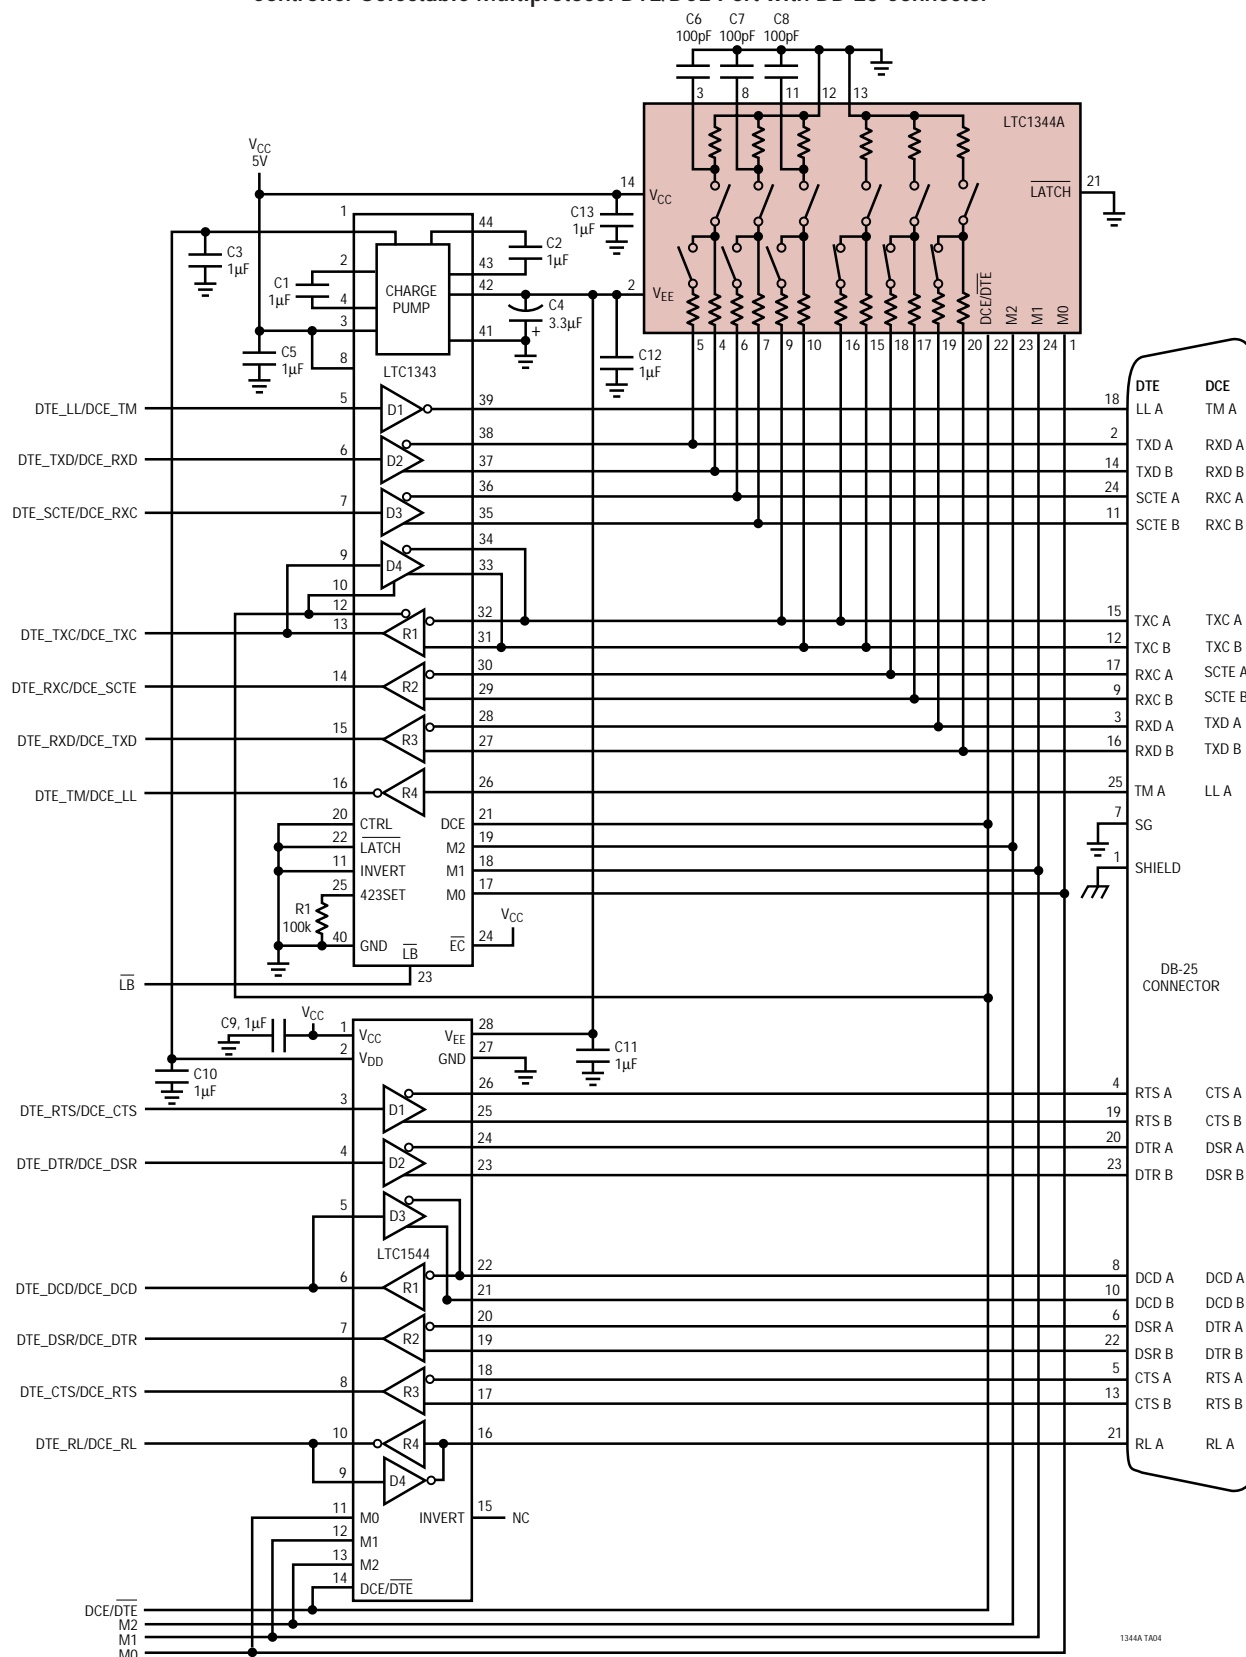 C6 C7 C8
100pF 100pF 100pF
3 8 11 12 13
LTC1344A
VCC
5V
14
VCC
LATCH
21
C13
1µF
1
44
C3
1µF
C2
1µF
2
43
C1
1µF
CHARGE
PUMP
42
2
VEE
DCE/DTE
M2
M1
M0
4
C4
3.3µF
+
3
41
C5
1µF
8
C12
1µF
5 4 6 7 9 10 16 15 18 17 19 20 22 23 24 1
LTC1343
DTE DCE
DTE_LL/DCE_TM 5 D1 39 18 LL A TM A
38 2 TXD A RXD A
DTE_TXD/DCE_RXD 6 D2 37 14 TXD B RXD B
36 24 SCTE A RXC A
DTE_SCTE/DCE_RXC 7 D3 35 11 SCTE B RXC B
34
9 D4 33
10
12 32 15 TXC A TXC A
DTE_TXC/DCE_TXC 13 R1 31 12 TXC B TXC B
30 17 RXC A SCTE A
DTE_RXC/DCE_SCTE 14 R2 29 9 RXC B SCTE B
28 3 RXD A TXD A
DTE_RXD/DCE_TXD 15 R3 27 16 RXD B TXD B
DTE_TM/DCE_LL 16 R4 26 25 TM A LL A
20 CTRL DCE 21 7 SG
22 LATCH M2 19
11 INVERT M1 18 1 SHIELD
25 423SET M0 17
R1
100k
VCC
40 GND LB EC 24
23
LB
DB-25
CONNECTOR
C9, 1µF VCC 1 VCC VEE 28
2 VDD GND 27
C11
1µF
C10
1µF
26 4 RTS A CTS A
DTE_RTS/DCE_CTS 3 D1 25 19 RTS B CTS B
24 20 DTR A DSR A
DTE_DTR/DCE_DSR 4 D2 23 23 DTR B DSR B
5 D3
LTC1544
22 8 DCD A DCD A
DTE_DCD/DCE_DCD 6 R1 21 10 DCD B DCD B
20 6 DSR A DTR A
DTE_DSR/DCE_DTR 7 R2 19 22 DSR B DTR B
18 5 CTS A RTS A
DTE_CTS/DCE_RTS 8 R3 17 13 CTS B RTS B
DTE_RL/DCE_RL 10 R4 16 21 RL A RL A
9 D4
11 M0 INVERT 15 NC
12 M1
13 M2
14 DCE/DTE
DCE/DTE
M2
M1
M0
1344A TA04